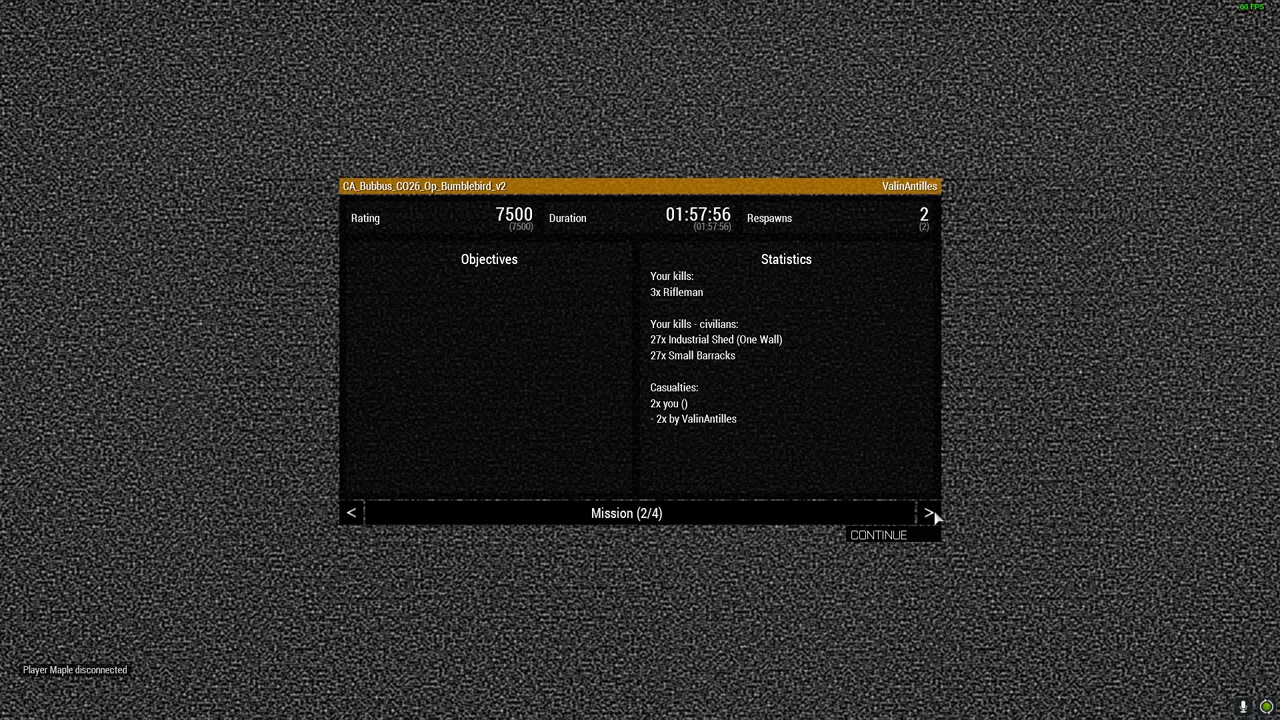 60 FPS
CA_Bubbus_CO26_Op_Bumblebird_v2 ValinAntilles
Rating 7500 Duration 01:57:56 Respawns 2
(7500) (01:57:56) (2)
Objectives
Statistics
Your kills:
3x Rifleman
Your kills - civilians:
27x Industrial Shed (One Wall)
27x Small Barracks
Casualties:
2x you ()
- 2x by ValinAntilles
< Mission (2/4) >
CONTINUE
Player Maple disconnected